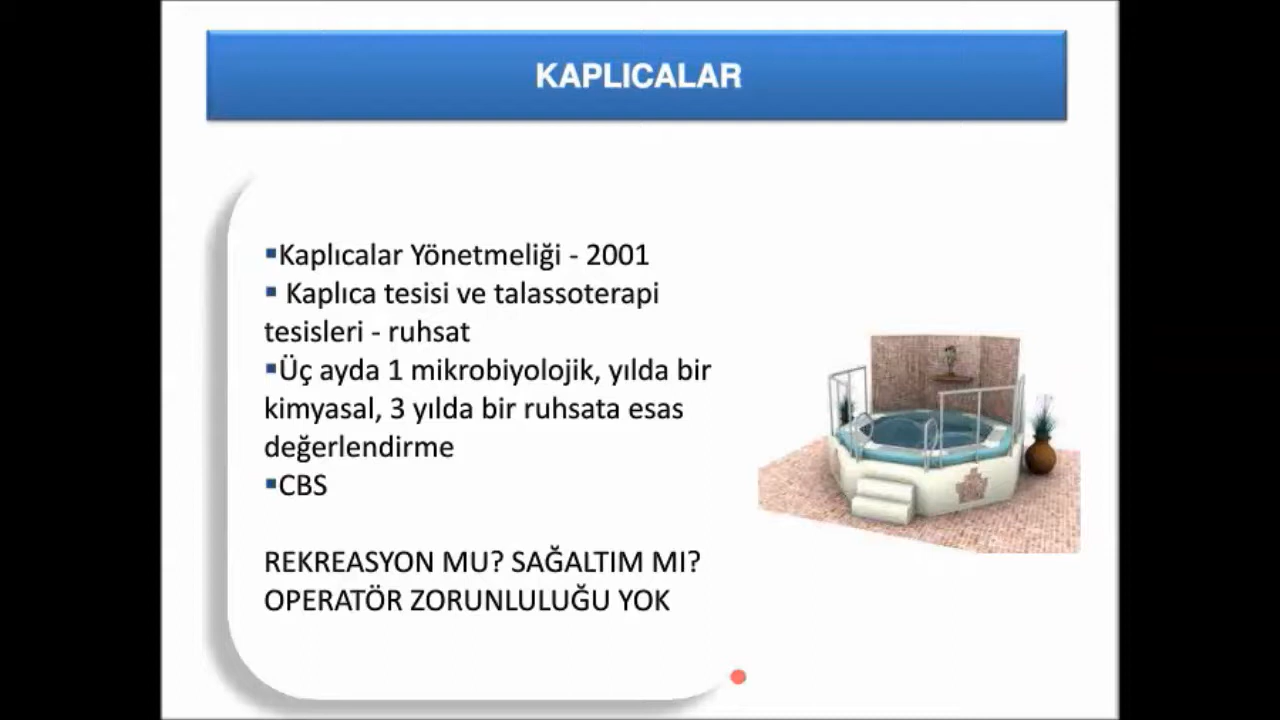 KAPLICALAR
▪Kaplıcalar Yönetmeliği - 2001
▪ Kaplıca tesisi ve talassoterapi
tesisleri - ruhsat
▪Üç ayda 1 mikrobiyolojik, yılda bir
kimyasal, 3 yılda bir ruhsata esas
değerlendirme
▪CBS
REKREASYON MU? SAĞALTIM MI?
OPERATÖR ZORUNLULUĞU YOK